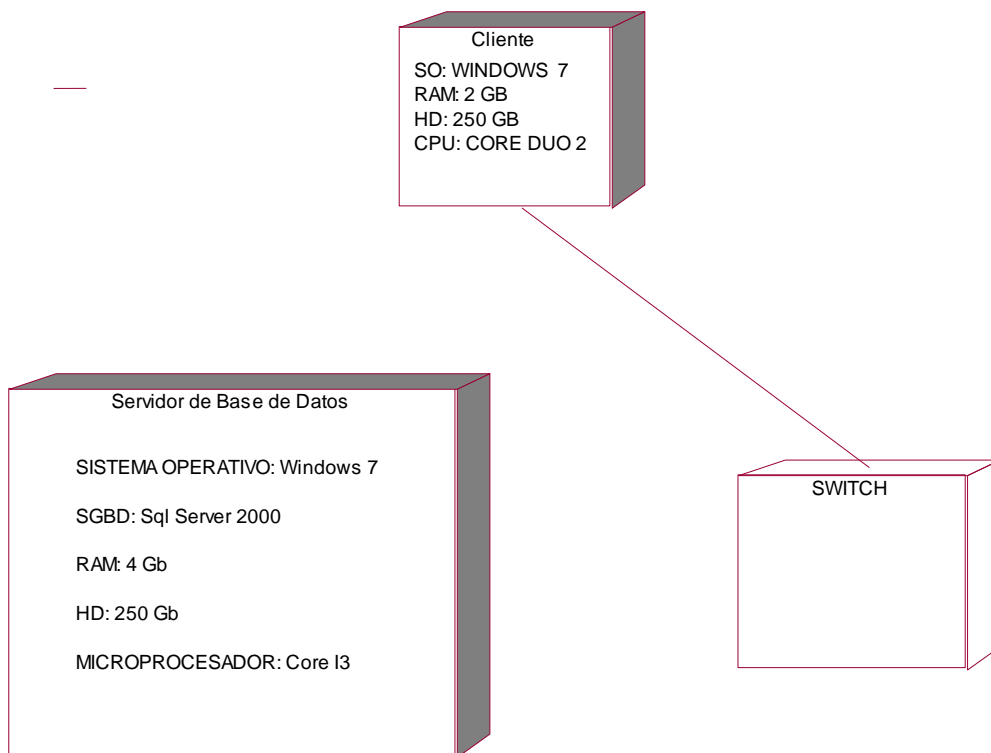 Cliente
SO: WINDOWS 7
RAM: 2 GB
HD: 250 GB
CPU: CORE DUO 2
Servidor de Base de Datos
SISTEMA OPERATIVO: Windows 7
SGBD: Sql Server 2000
RAM: 4 Gb
HD: 250 Gb
MICROPROCESADOR: Core I3
SWITCH